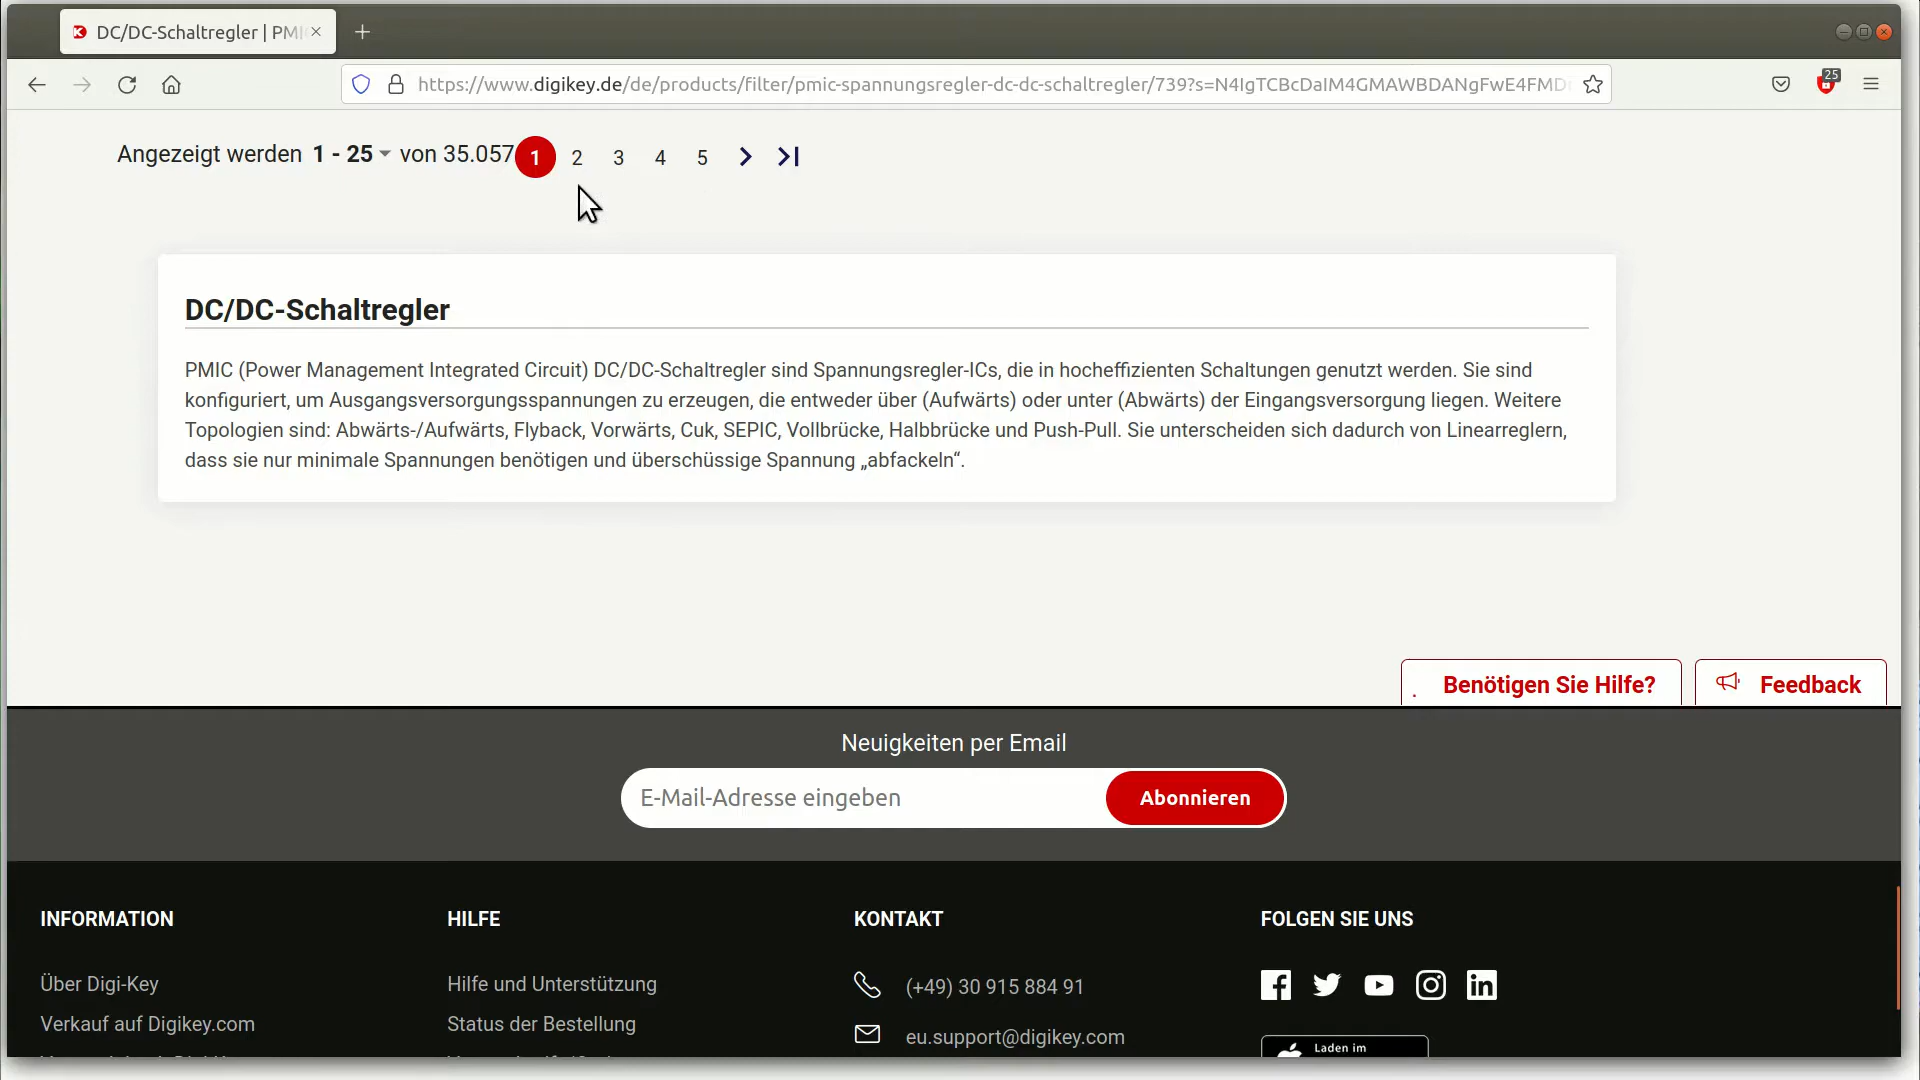 DC/DC-Schaltregler | PMI
https://www.digikey.de/de/products/filter/pmic-spannungsregler-dc-dc-schaltregler/739?s=N4IgTCBcDaIM4GMAWBDANgFwE4FMD
25
Angezeigt werden 1 - 25 von 35.057 1 2 3 4 5
DC/DC-Schaltregler
PMIC (Power Management Integrated Circuit) DC/DC-Schaltregler sind Spannungsregler-ICs, die in hocheffizienten Schaltungen genutzt werden. Sie sind
konfiguriert, um Ausgangsversorgungsspannungen zu erzeugen, die entweder über (Aufwärts) oder unter (Abwärts) der Eingangsversorgung liegen. Weitere
Topologien sind: Abwärts-/Aufwärts, Flyback, Vorwärts, Cuk, SEPIC, Vollbrücke, Halbbrücke und Push-Pull. Sie unterscheiden sich dadurch von Linearreglern,
dass sie nur minimale Spannungen benötigen und überschüssige Spannung „abfackeln“.
Benötigen Sie Hilfe? Feedback
Neuigkeiten per Email
E-Mail-Adresse eingeben Abonnieren
INFORMATION HILFE KONTAKT FOLGEN SIE UNS
Über Digi-Key Hilfe und Unterstützung (+49) 30 915 884 91
Verkauf auf Digikey.com Status der Bestellung eu.support@digikey.com
Laden im